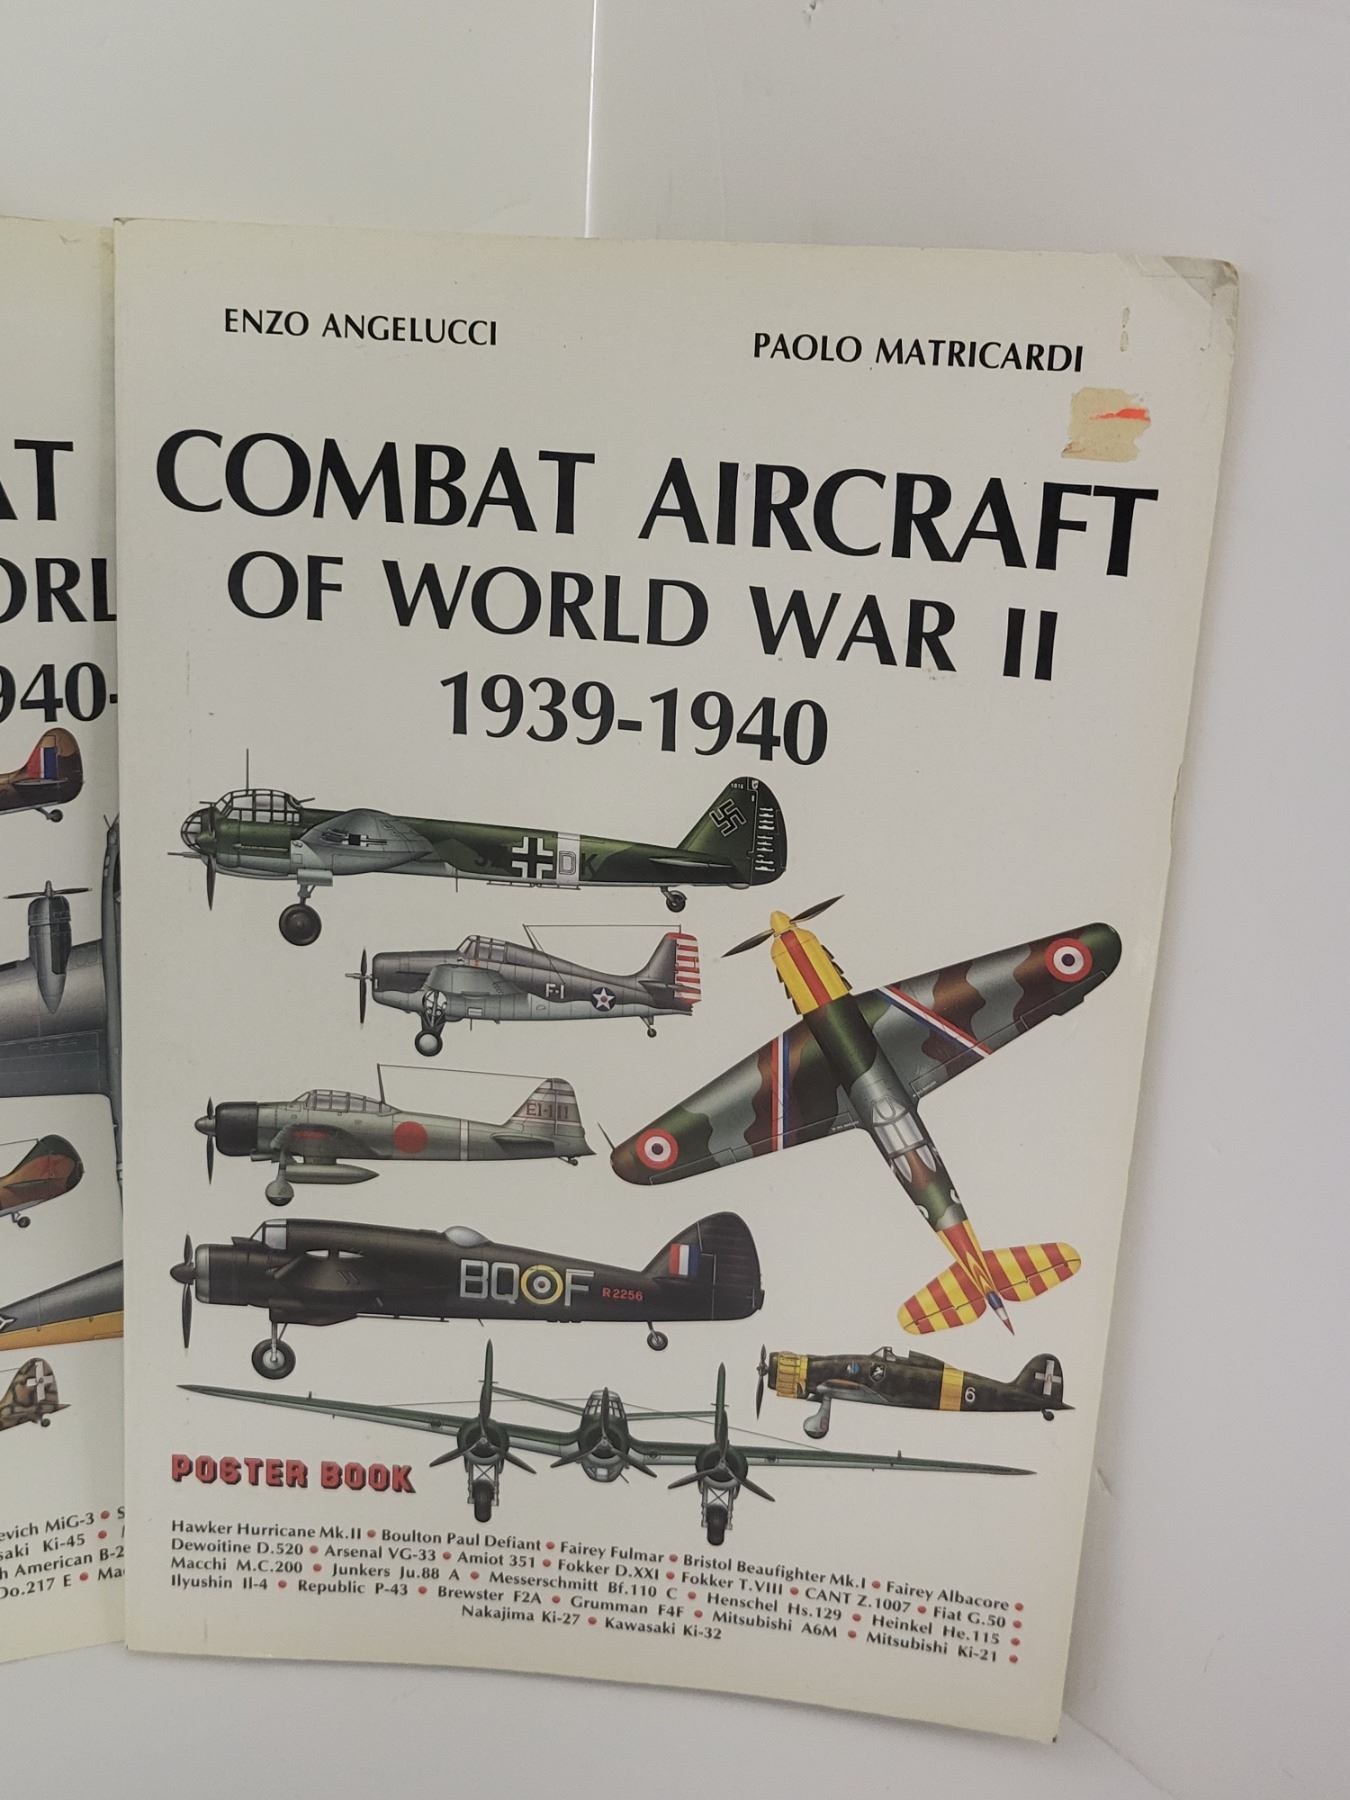 ENZO ANGELUCCI
PAOLO MATRICARDI
COMBAT AIRCRAFT
OF WORLD WAR II
1939-1940
DK
F-1
EI-111
BQ F
R2256
6
POSTER BOOK
Hawker Hurricane Mk.II • Boulton Paul Defiant • Fairey Fulmar • Bristol Beaufighter Mk.I • Fairey Albacore •
Dewoitine D.520 • Arsenal VG-33 • Amiot 351 • Fokker D.XXI • Fokker T.VIII • CANT Z.1007 • Fiat G.50 •
Macchi M.C.200 • Junkers Ju.88 A • Messerschmitt Bf.110 C • Henschel Hs.129 • Heinkel He.115 •
Ilyushin Il-4 • Republic P-43 • Brewster F2A • Grumman F4F • Mitsubishi A6M • Mitsubishi Ki-21 •
Nakajima Ki-27 • Kawasaki Ki-32
AT
ORL
940-
evich MiG-3 •
saki Ki-45 •
American B-2
Do.217 E •